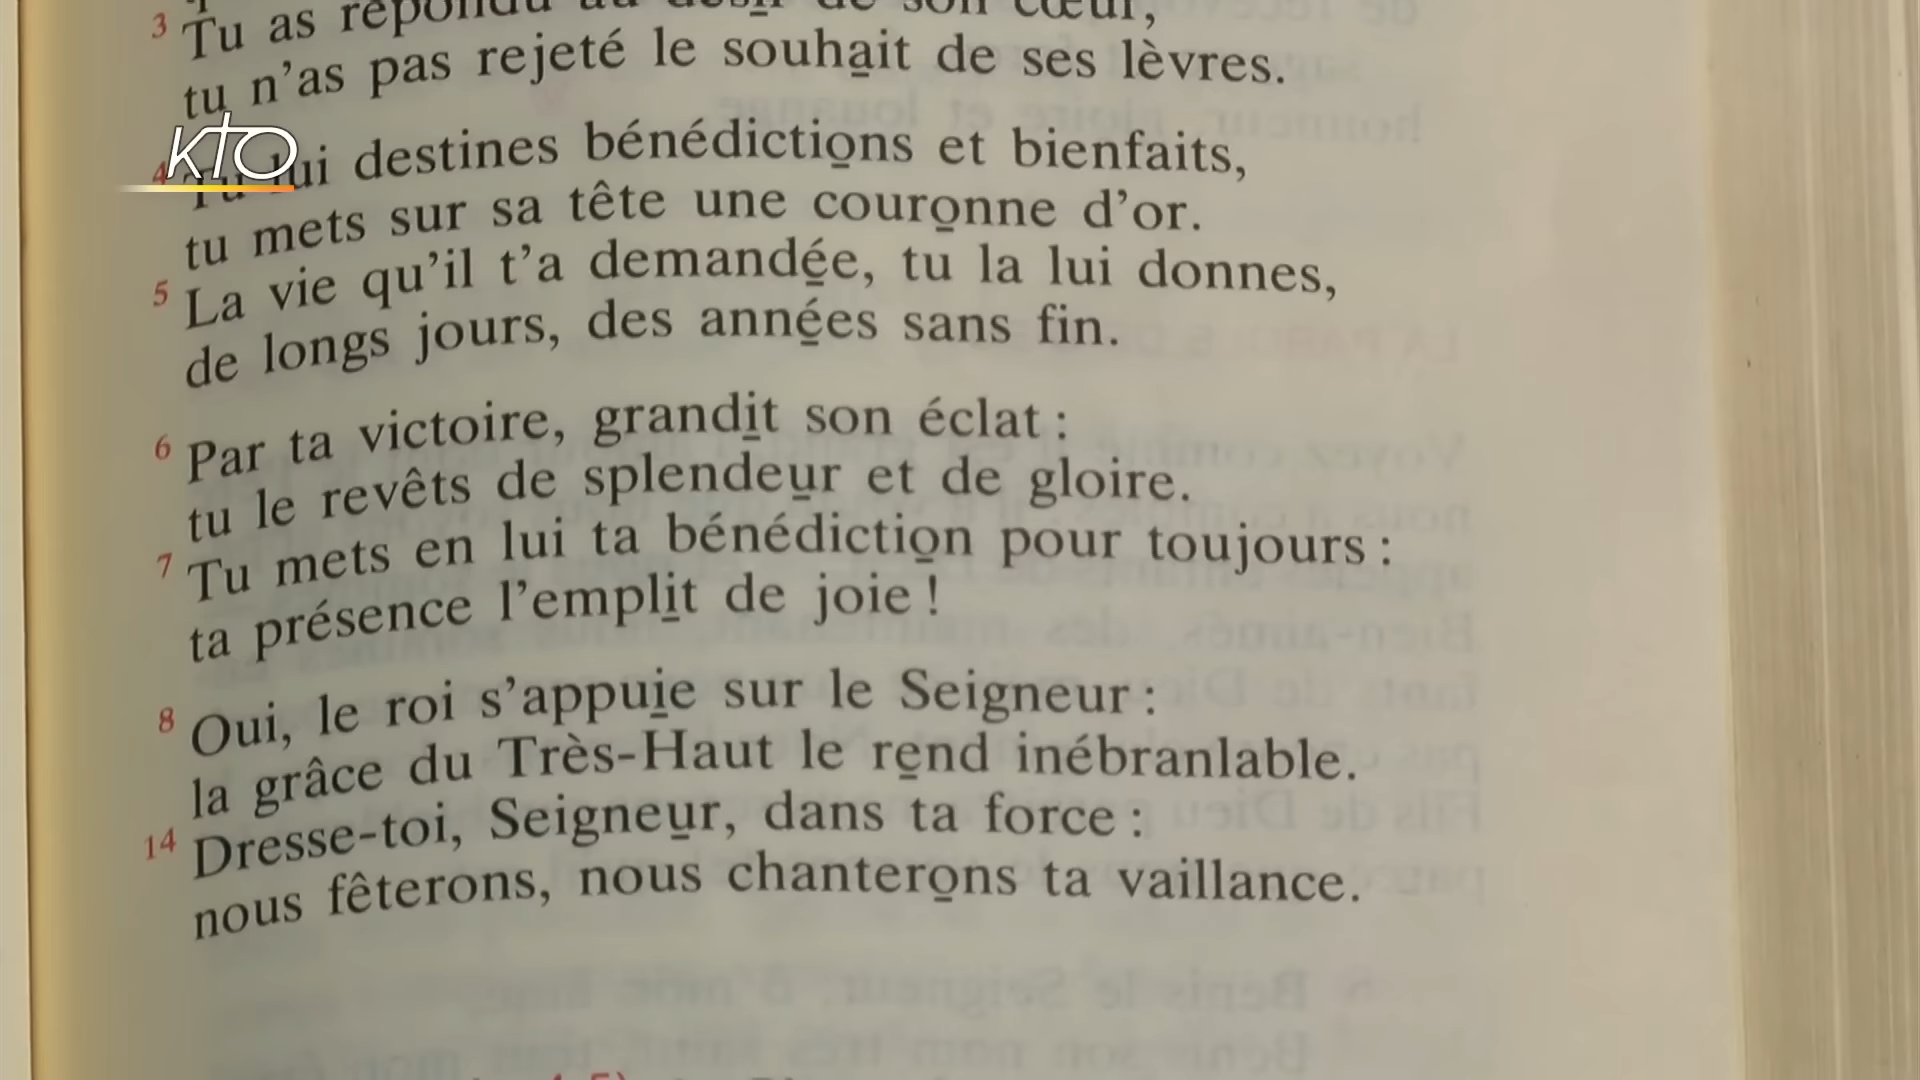 3 Tu as répondu au désir de son cœur,
tu n’as pas rejeté le souhait de ses lèvres.
KTO
4 Tu lui destines bénédictions et bienfaits,
tu mets sur sa tête une couronne d’or.
5 La vie qu’il t’a demandée, tu la lui donnes,
de longs jours, des années sans fin.
6 Par ta victoire, grandit son éclat :
tu le revêts de splendeur et de gloire.
7 Tu mets en lui ta bénédiction pour toujours :
ta présence l’emplit de joie !
8 Oui, le roi s’appuie sur le Seigneur :
la grâce du Très-Haut le rend inébranlable.
14 Dresse-toi, Seigneur, dans ta force :
nous fêterons, nous chanterons ta vaillance.